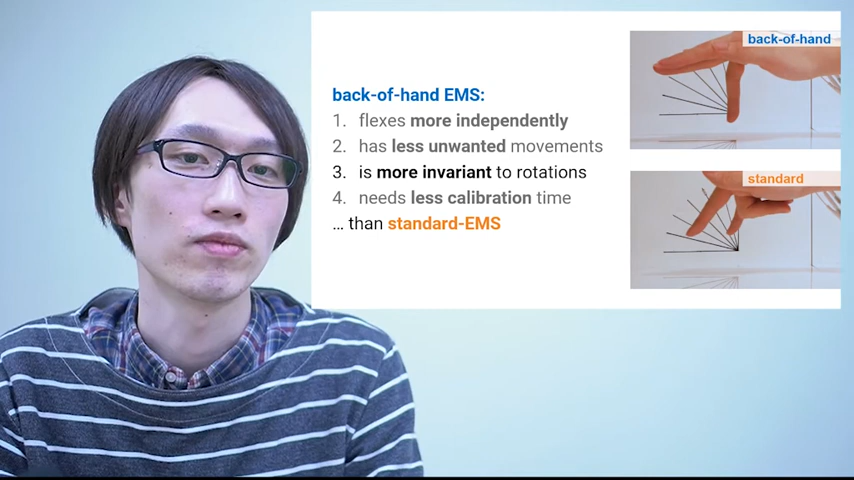 back-of-hand EMS:
1. flexes more independently
2. has less unwanted movements
3. is more invariant to rotations
4. needs less calibration time
… than standard-EMS
back-of-hand
standard